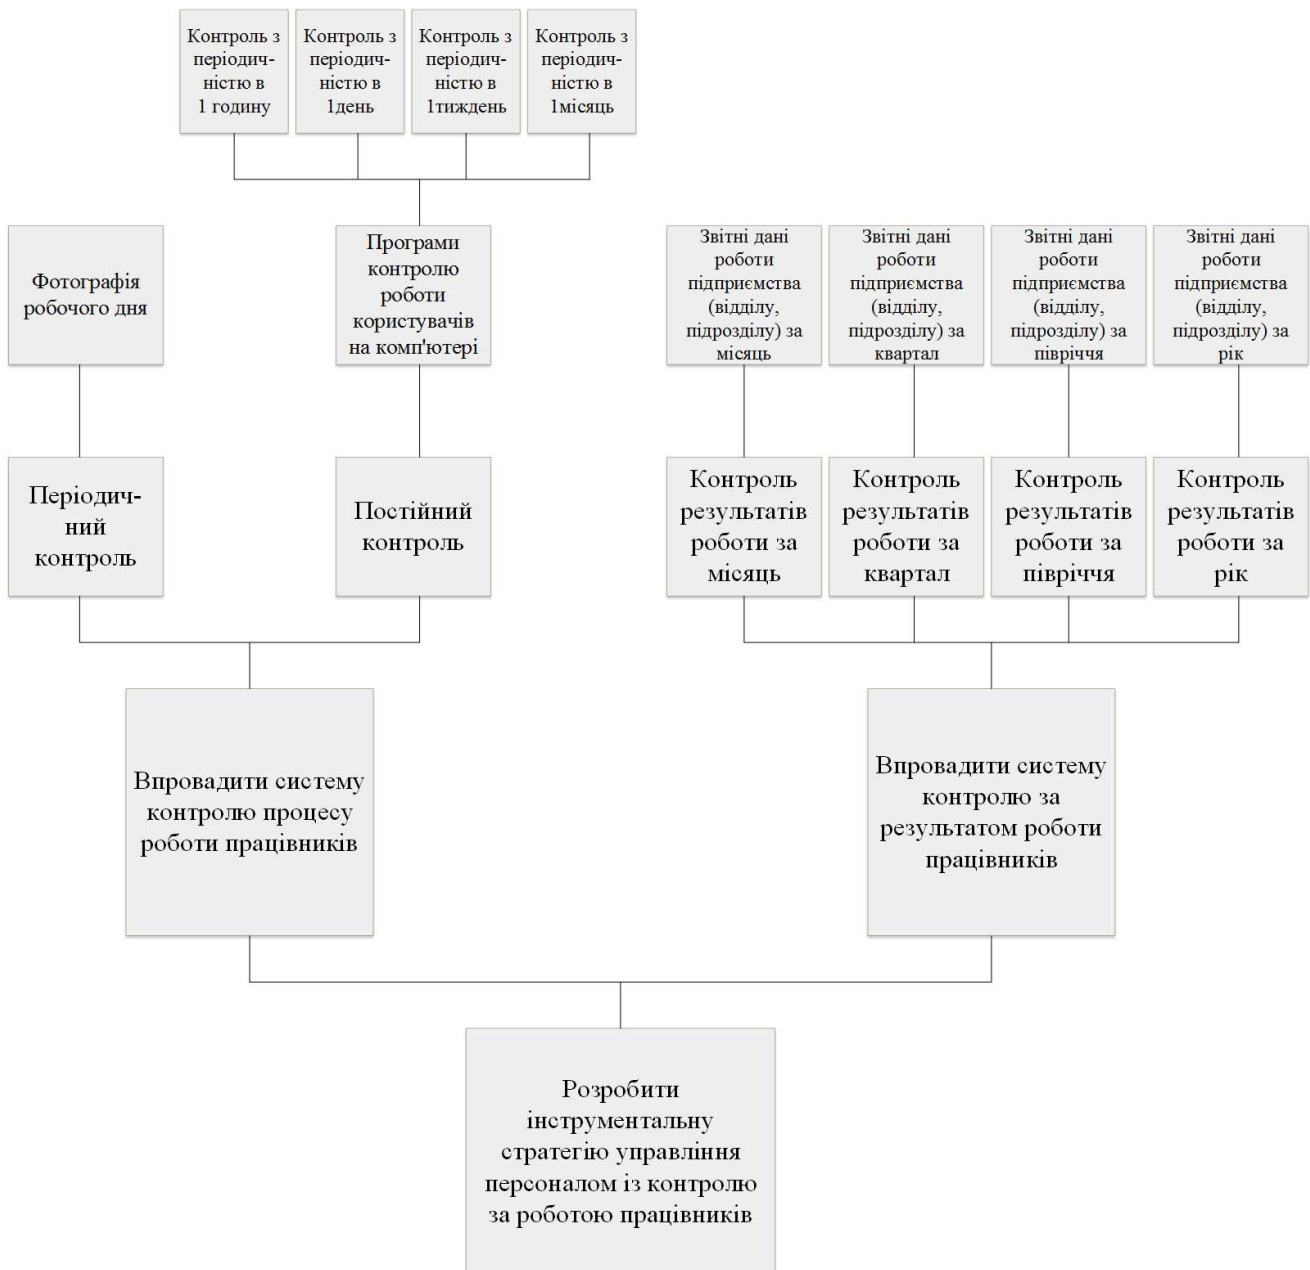 Контроль з
періодич-
ністю в
1 годину
Контроль з
періодич-
ністю в
1день
Контроль з
періодич-
ністю в
1тиждень
Контроль з
періодич-
ністю в
1місяць
Фотографія
робочого дня
Програми
контролю
роботи
користувачів
на комп'ютері
Звітні дані
роботи
підприємства
(відділу,
підрозділу) за
місяць
Звітні дані
роботи
підприємства
(відділу,
підрозділу) за
квартал
Звітні дані
роботи
підприємства
(відділу,
підрозділу) за
півріччя
Звітні дані
роботи
підприємства
(відділу,
підрозділу) за
рік
Періодич-
ний
контроль
Постійний
контроль
Контроль
результатів
роботи за
місяць
Контроль
результатів
роботи за
квартал
Контроль
результатів
роботи за
півріччя
Контроль
результатів
роботи за
рік
Впровадити систему
контролю процесу
роботи працівників
Впровадити систему
контролю за
результатом роботи
працівників
Розробити
інструментальну
стратегію управління
персоналом із контролю
за роботою працівників